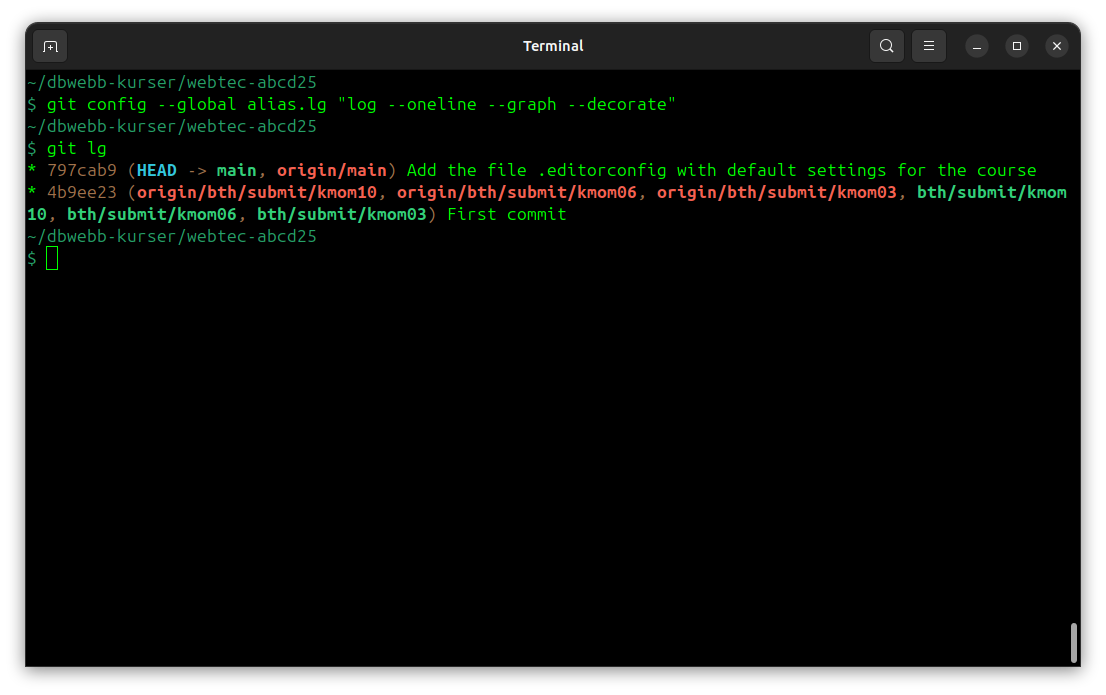 Terminal
~/dbwebb-kurser/webtec-abcd25
$ git config --global alias.lg "log --oneline --graph --decorate"
~/dbwebb-kurser/webtec-abcd25
$ git lg
* 797cab9 (HEAD -> main, origin/main) Add the file .editorconfig with default settings for the course
* 4b9ee23 (origin/bth/submit/kmom10, origin/bth/submit/kmom06, origin/bth/submit/kmom03, bth/submit/kmom
10, bth/submit/kmom06, bth/submit/kmom03) First commit
~/dbwebb-kurser/webtec-abcd25
$